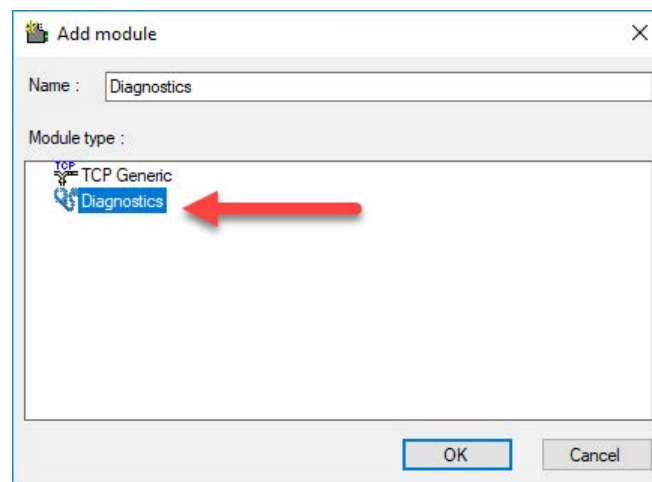 Add module
Name : Diagnostics
Module type :
TCP
TCP Generic
Diagnostics
OK Cancel